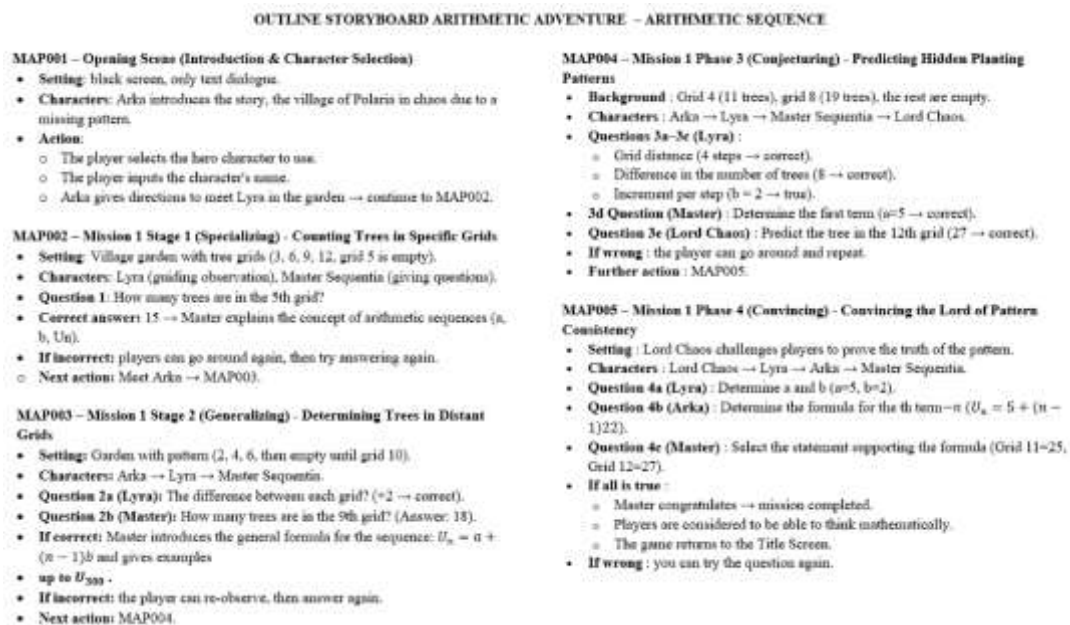 OUTLINE STORYBOARD ARITHMETIC ADVENTURE – ARITHMETIC SEQUENCE
MAP001 – Opening Scene (Introduction & Character Selection)
• Setting: black screen, only text dialogue.
• Characters: Arka introduces the story, the village of Polaris in chaos due to a
missing pattern.
• Action:
o The player selects the hero character to use.
o The player inputs the character's name.
o Arka gives directions to meet Lyra in the garden → continue to MAP002.
MAP002 – Mission 1 Stage 1 (Specializing) - Counting Trees in Specific Grids
• Setting: Village garden with tree grids (3, 6, 9, 12, grid 5 is empty).
• Characters: Lyra (guiding observation), Master Sequentia (giving questions).
• Question 1: How many trees are in the 5th grid?
• Correct answer: 15 → Master explains the concept of arithmetic sequences (a,
b, Un).
• If incorrect: players can go around again, then try answering again.
o Next action: Meet Arka → MAP003.
MAP003 – Mission 1 Stage 2 (Generalizing) - Determining Trees in Distant
Grids
• Setting: Garden with pattern (2, 4, 6, then empty until grid 10).
• Characters: Arka → Lyra → Master Sequentia.
• Question 2a (Lyra): The difference between each grid? (+2 → correct).
• Question 2b (Master): How many trees are in the 9th grid? (Answer: 18).
• If correct: Master introduces the general formula for the sequence: Uₙ = a +
(n − 1)b and gives examples
• up to U₃₀₀ .
• If incorrect: the player can re-observe, then answer again.
• Next action: MAP004.
MAP004 – Mission 1 Phase 3 (Conjecturing) - Predicting Hidden Planting
Patterns
• Background : Grid 4 (11 trees), grid 8 (19 trees), the rest are empty.
• Characters : Arka → Lyra → Master Sequentia → Lord Chaos.
• Questions 3a–3c (Lyra) :
o Grid distance (4 steps → correct).
o Difference in the number of trees (8 → correct).
o Increment per step (b = 2 → true).
• 3d Question (Master) : Determine the first term (a=5 → correct).
• Question 3e (Lord Chaos) : Predict the tree in the 12th grid (27 → correct).
• If wrong : the player can go around and repeat.
• Further action : MAP005.
MAP005 – Mission 1 Phase 4 (Convincing) - Convincing the Lord of Pattern
Consistency
• Setting : Lord Chaos challenges players to prove the truth of the pattern.
• Characters : Lord Chaos → Lyra → Arka → Master Sequentia.
• Question 4a (Lyra) : Determine a and b (a=5, b=2).
• Question 4b (Arka) : Determine the formula for the th term−n (Uₙ = 5 + (n −
1)22).
• Question 4c (Master) : Select the statement supporting the formula (Grid 11=25,
Grid 12=27).
• If all is true :
o Master congratulates → mission completed.
o Players are considered to be able to think mathematically.
o The game returns to the Title Screen.
• If wrong : you can try the question again.